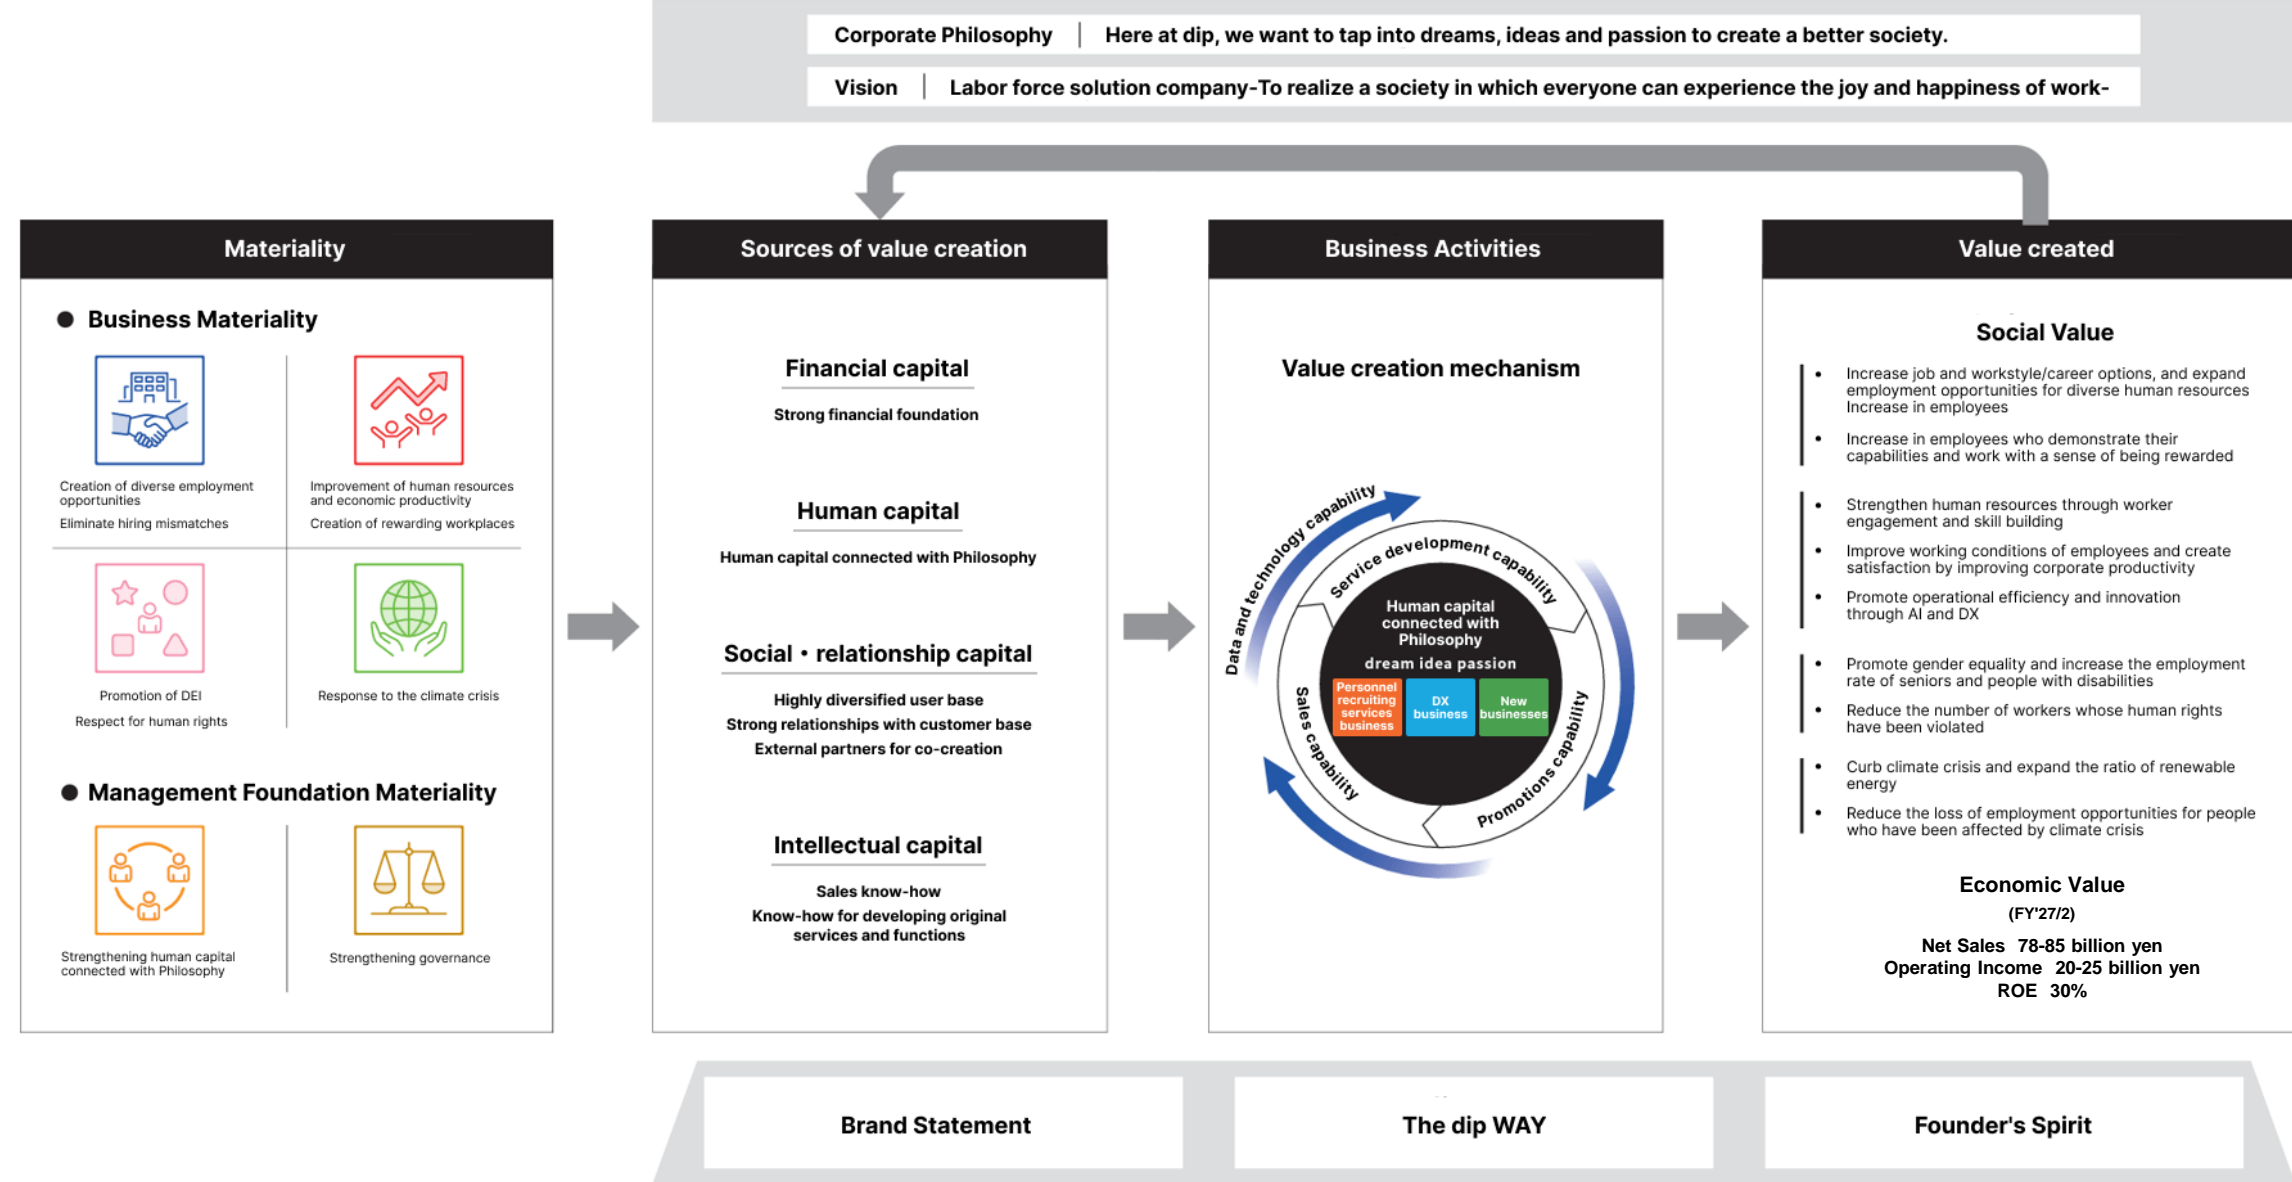 Corporate Philosophy | Here at dip, we want to tap into dreams, ideas and passion to create a better society.
Vision | Labor force solution company-To realize a society in which everyone can experience the joy and happiness of work-
Materiality
● Business Materiality
Creation of diverse employment
opportunities
Eliminate hiring mismatches
Improvement of human resources
and economic productivity
Creation of rewarding workplaces
Promotion of DEI
Respect for human rights
Response to the climate crisis
● Management Foundation Materiality
Strengthening human capital
connected with Philosophy
Strengthening governance
Sources of value creation
Financial capital
Strong financial foundation
Human capital
Human capital connected with Philosophy
Social・relationship capital
Highly diversified user base
Strong relationships with customer base
External partners for co-creation
Intellectual capital
Sales know-how
Know-how for developing original
services and functions
Business Activities
Value creation mechanism
Data and technology capability
Service development capability
Promotions capability
Sales capability
Human capital
connected with
Philosophy
dream idea passion
Personnel
recruiting
services
business
DX
business
New
businesses
Value created
Social Value
• Increase job and workstyle/career options, and expand
employment opportunities for diverse human resources
Increase in employees
• Increase in employees who demonstrate their
capabilities and work with a sense of being rewarded
• Strengthen human resources through worker
engagement and skill building
• Improve working conditions of employees and create
satisfaction by improving corporate productivity
• Promote operational efficiency and innovation
through AI and DX
• Promote gender equality and increase the employment
rate of seniors and people with disabilities
• Reduce the number of workers whose human rights
have been violated
• Curb climate crisis and expand the ratio of renewable
energy
• Reduce the loss of employment opportunities for people
who have been affected by climate crisis
Economic Value
(FY'27/2)
Net Sales 78-85 billion yen
Operating Income 20-25 billion yen
ROE 30%
Brand Statement
The dip WAY
Founder's Spirit